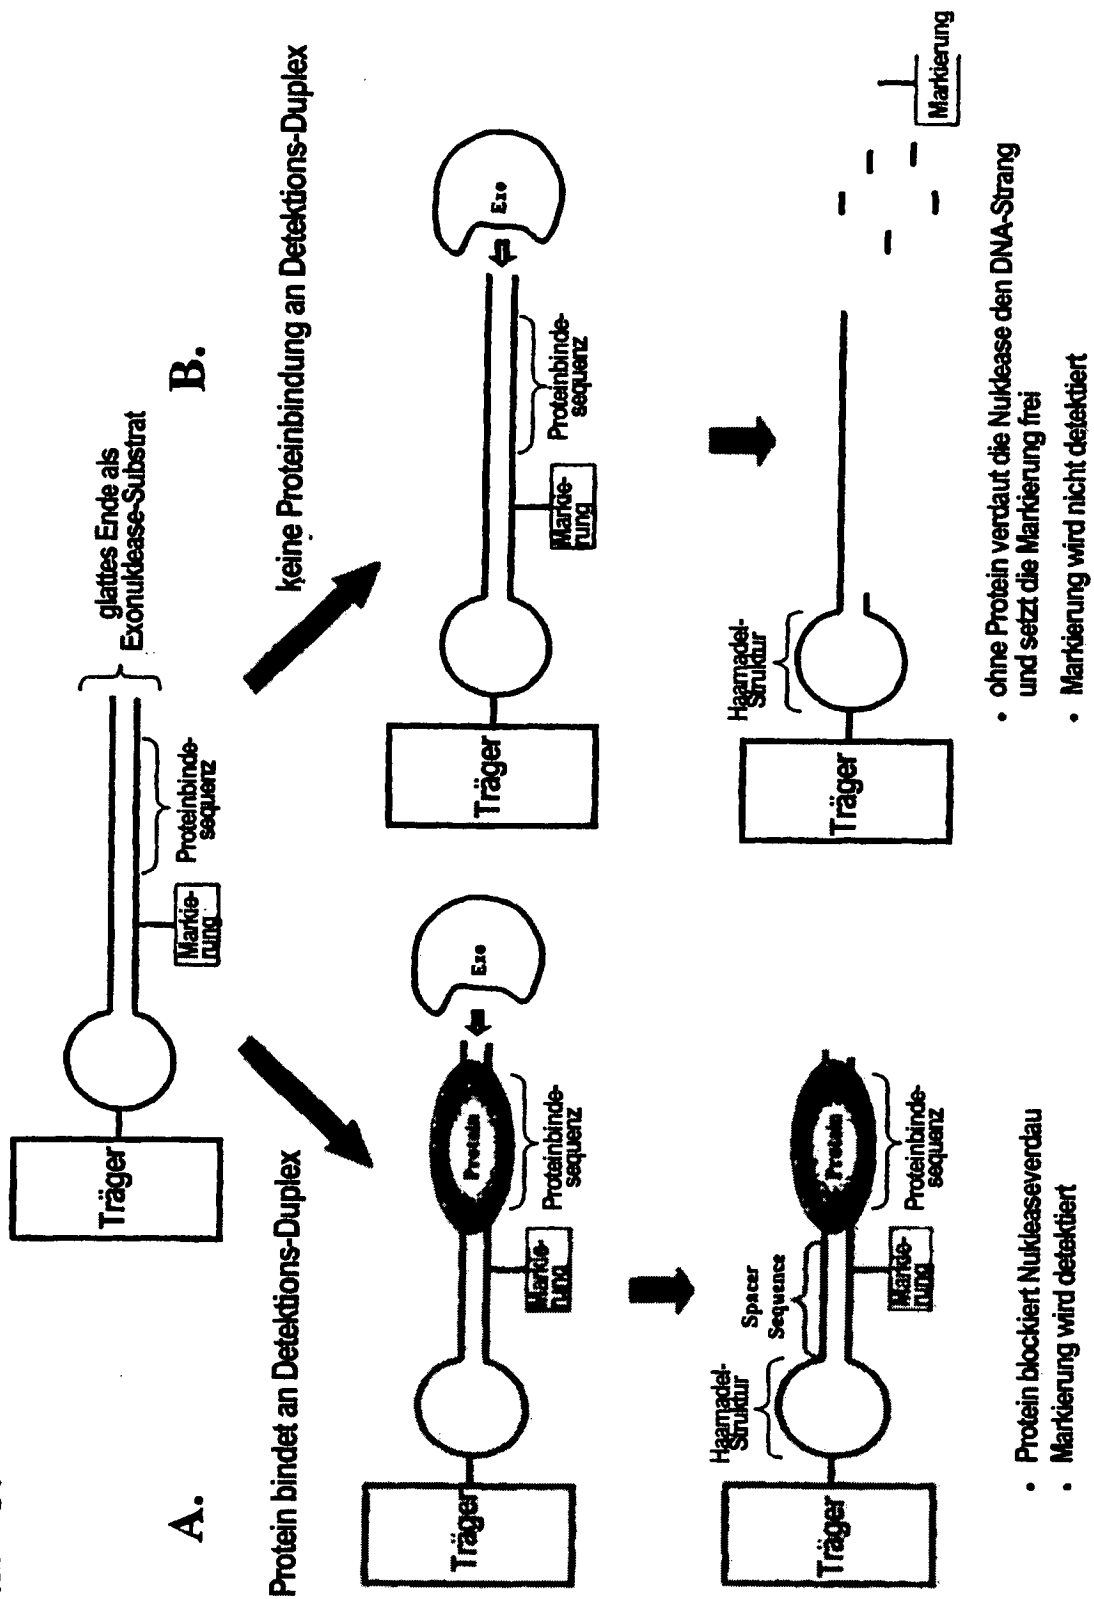 Träger
Markie-
rung
Proteinbinde-
sequenz
glattes Ende als
Exonuklease-Substrat
A.
Protein bindet an Detektions-Duplex
Träger
Markie-
rung
Protein
Proteinbinde-
sequenz
Exo
Haarnadel-
Struktur
Spacer
Sequence
Träger
Markie-
rung
Protein
Proteinbinde-
sequenz
• Protein blockiert Nukleaseverdau
• Markierung wird detektiert
B.
keine Proteinbindung an Detektions-Duplex
Träger
Markie-
rung
Proteinbinde-
sequenz
Exo
Haarnadel-
Struktur
Träger
Markierung
• ohne Protein verdaut die Nuklease den DNA-Strang
und setzt die Markierung frei
• Markierung wird nicht detektiert